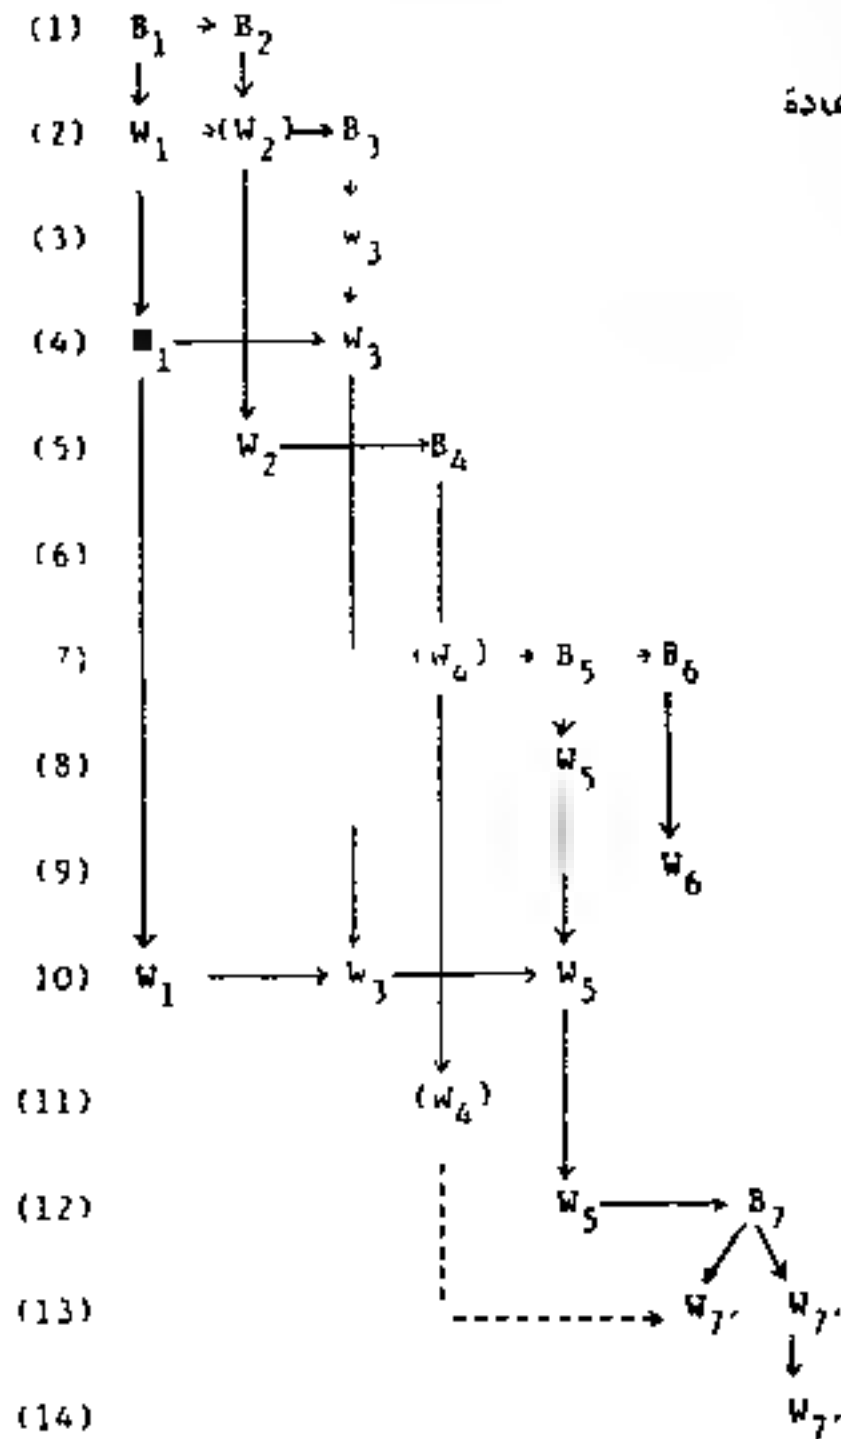 (1) B₁ → B₂
(2) W₁ → (W₂) → B₃
(3) W₃
(4) ■₁ → W₃
(5) W₂ → B₄
(6)
7) (W₄) → B₅ → B₆
(8) W₅
(9) W₆
10) W₁ → W₃ → W₅
(11) (W₄)
(12) W₅ → B₇
(13) W₇′ W₇′
(14) W₇′